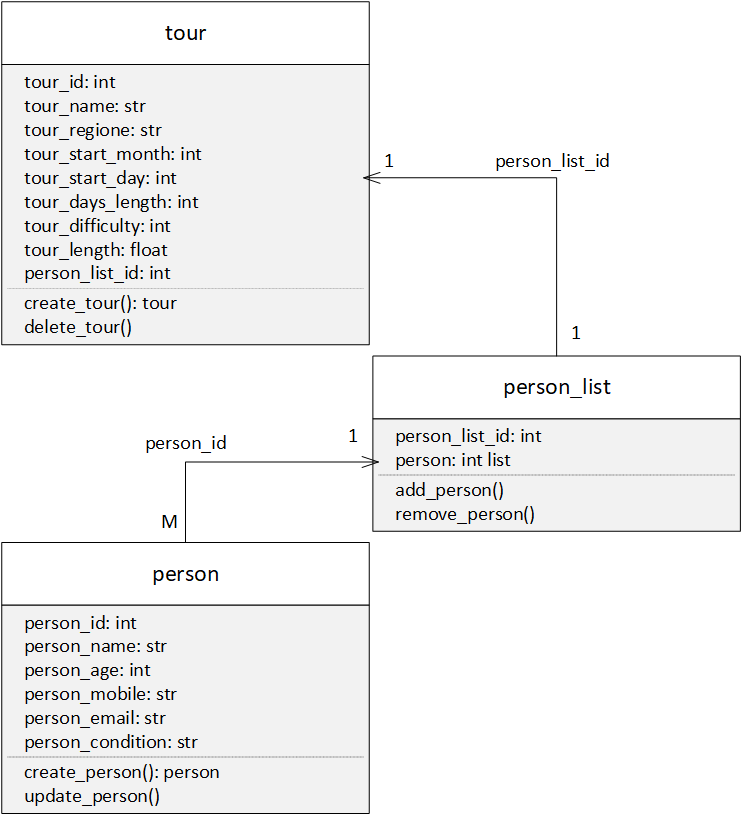 tour
tour_id: int
tour_name: str
tour_regione: str
tour_start_month: int
tour_start_day: int
tour_days_length: int
tour_difficulty: int
tour_length: float
person_list_id: int
create_tour(): tour
delete_tour()
1
person_list_id
1
person_list
person_list_id: int
person: int list
add_person()
remove_person()
person_id
1
M
person
person_id: int
person_name: str
person_age: int
person_mobile: str
person_email: str
person_condition: str
create_person(): person
update_person()